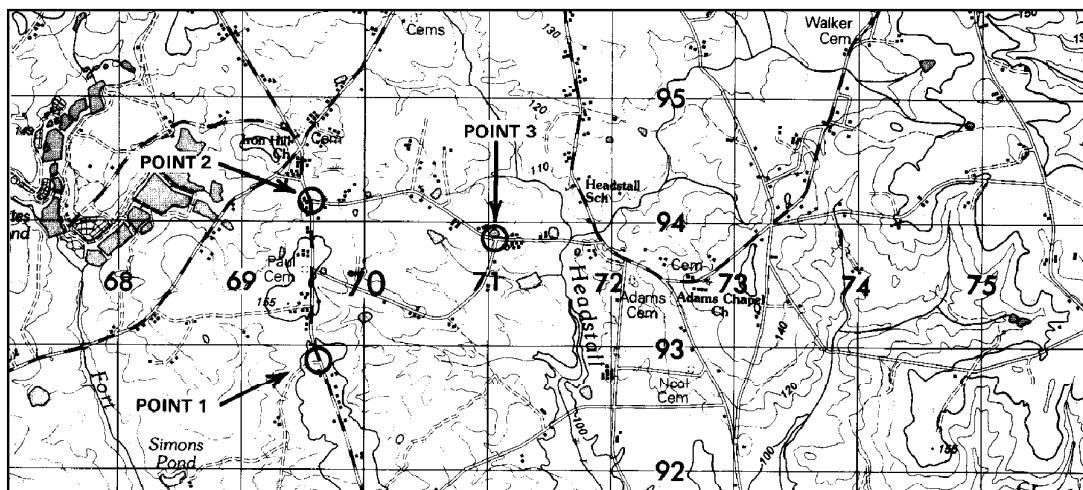 Walker
Cem
150
Cems
130
95
120
POINT 3
Iron Hill
Ch
Cem
POINT 2
110
Headstall
Sch
94
Paul
Cem
68
69
70
71
72
73
74
75
Cem
Headstall
Adams
Cem
Adams Chapel
Ch
155
140
93
Fort
Neal
Cem
120
POINT 1
100
Simons
Pond
100
92